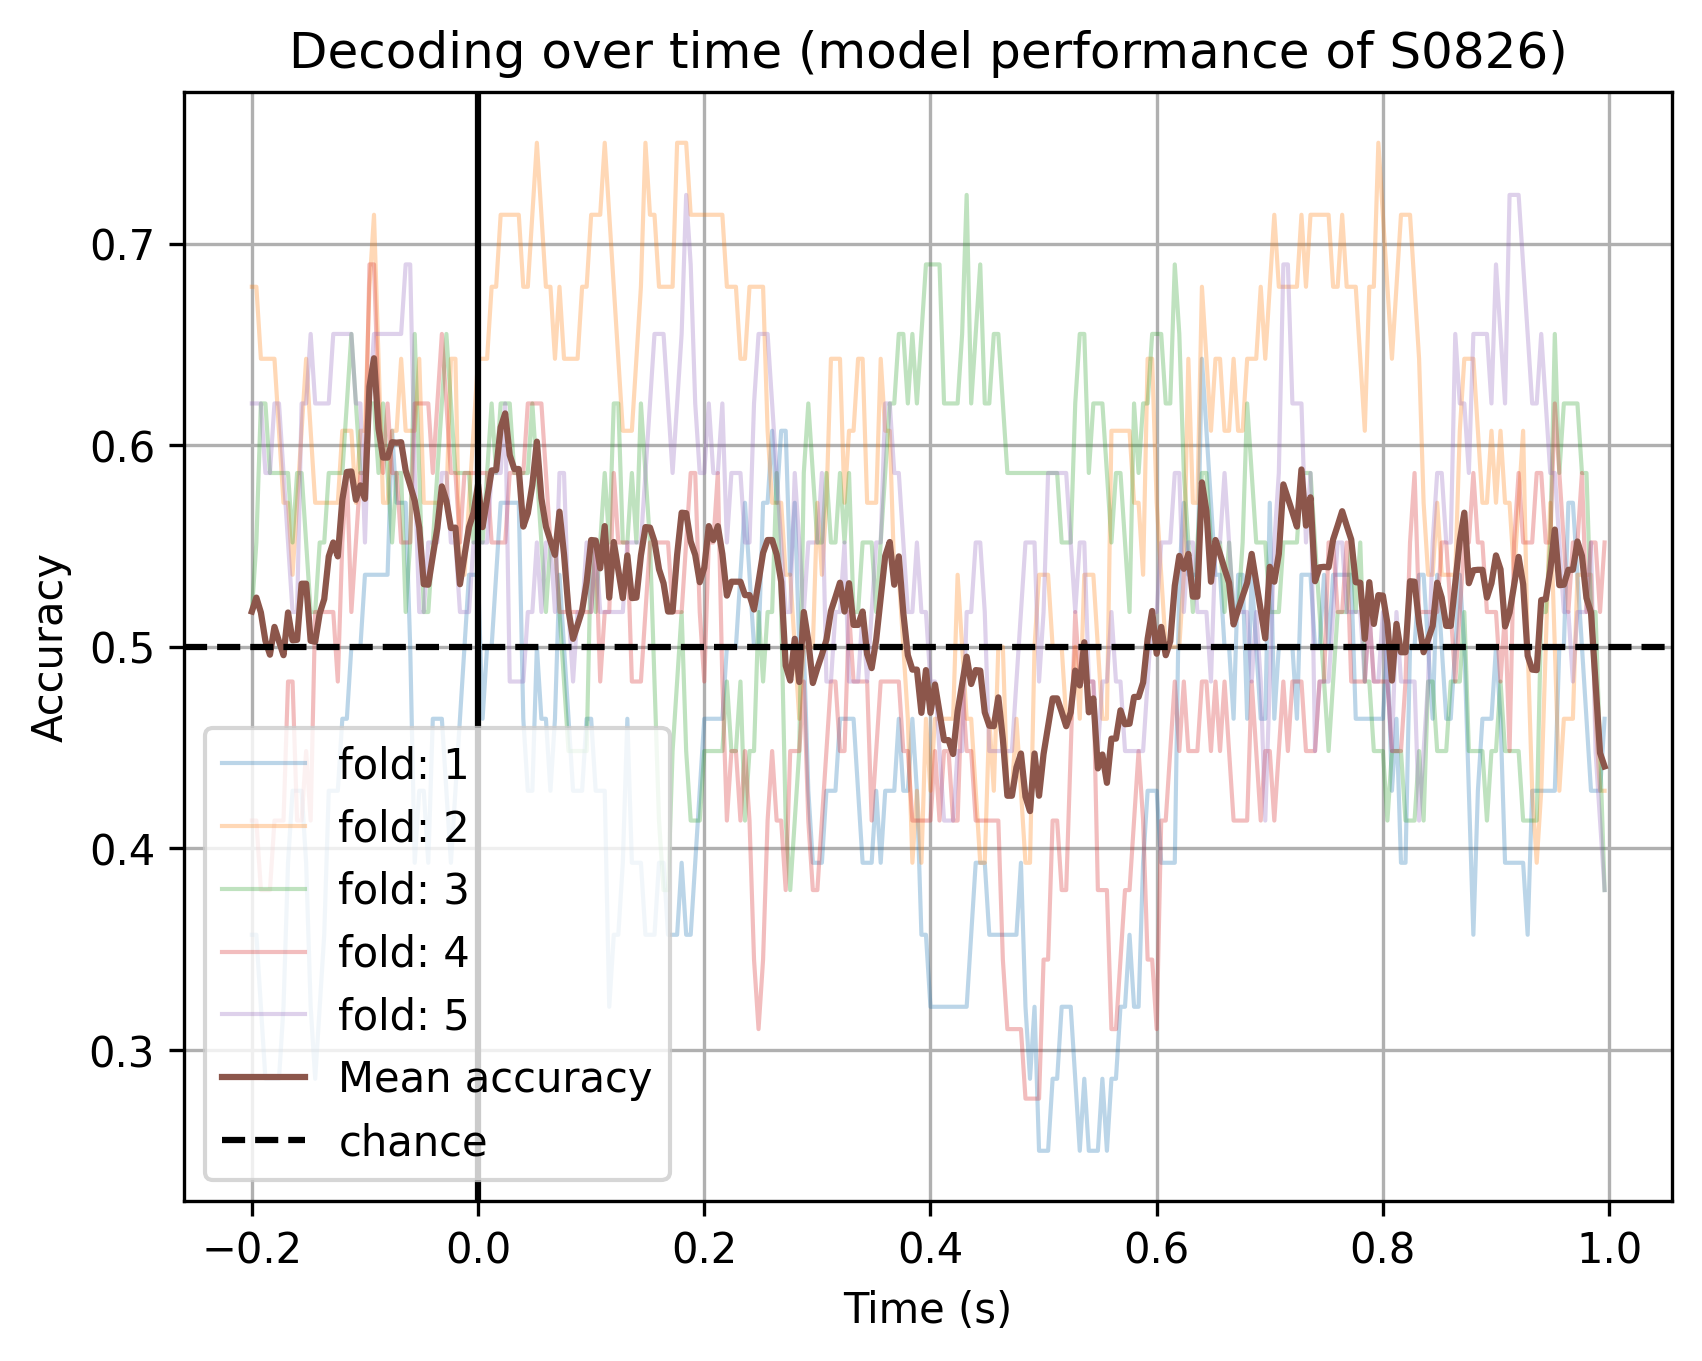 Decoding over time (model performance of S0826)
Accuracy
0.7
0.6
0.5
0.4
0.3
fold: 1
fold: 2
fold: 3
fold: 4
fold: 5
Mean accuracy
chance
−0.2 0.0 0.2 0.4 0.6 0.8 1.0
Time (s)